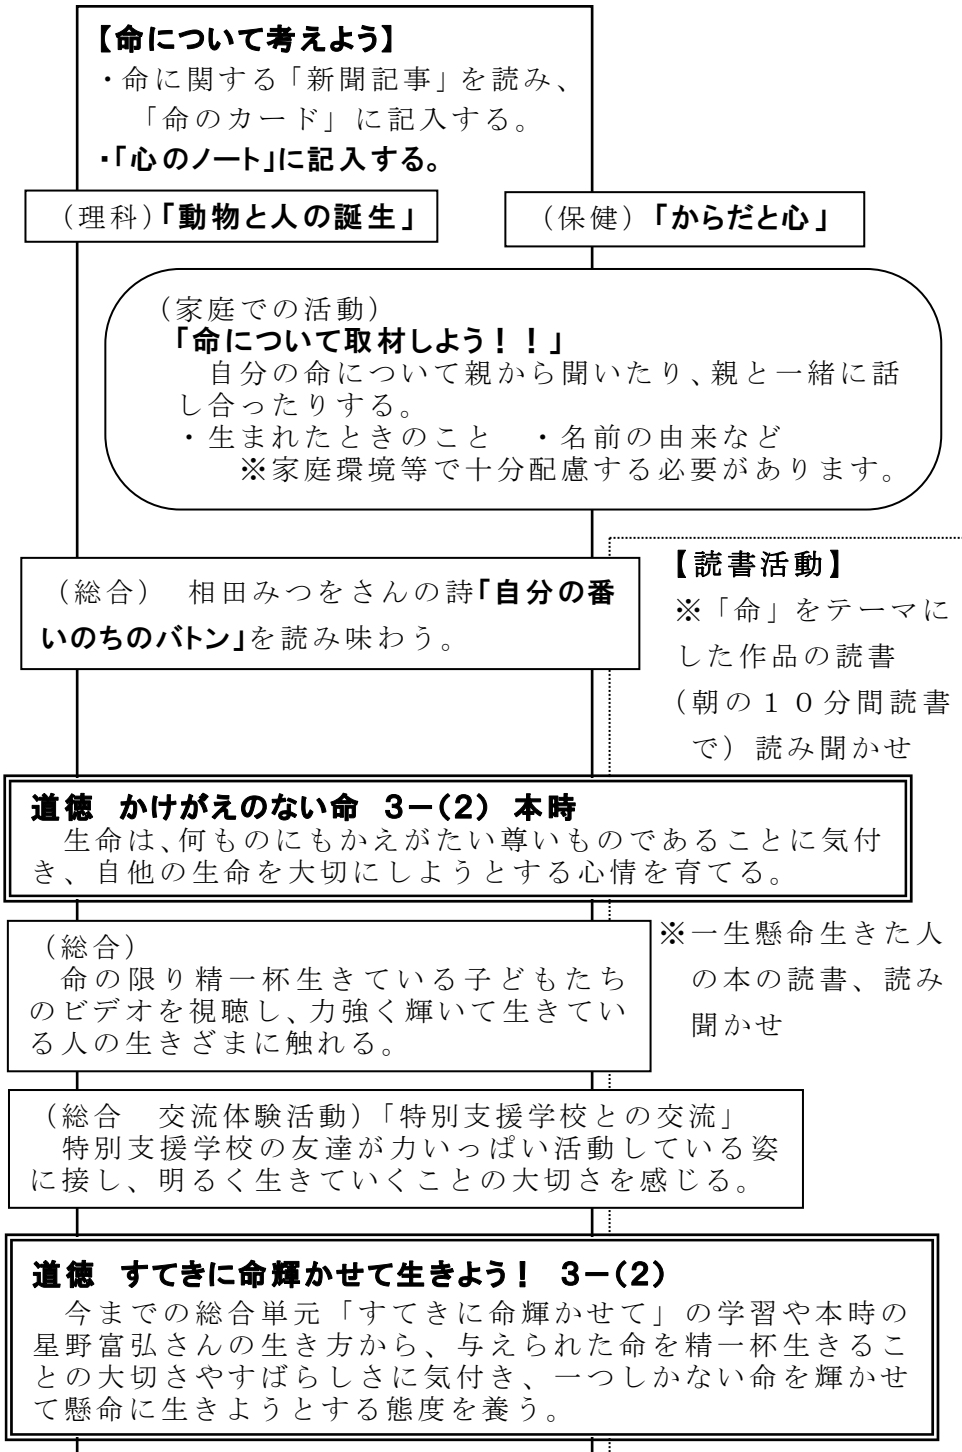 【命について考えよう】
・命に関する「新聞記事」を読み、
「命のカード」に記入する。
・「心のノート」に記入する。
（理科）「動物と人の誕生」
（保健）「からだと心」
（家庭での活動）
「命について取材しよう！！」
自分の命について親から聞いたり、親と一緒に話
し合ったりする。
・生まれたときのこと　・名前の由来など
※家庭環境等で十分配慮する必要があります。
（総合）　相田みつをさんの詩「自分の番
いのちのバトン」を読み味わう。
【読書活動】
※「命」をテーマに
した作品の読書
（朝の１０分間読書
で）読み聞かせ
道徳　かけがえのない命　３－（２）　本時
生命は、何ものにもかえがたい尊いものであることに気付
き、自他の生命を大切にしようとする心情を育てる。
（総合）
命の限り精一杯生きている子どもたち
のビデオを視聴し、力強く輝いて生きてい
る人の生きざまに触れる。
※一生懸命生きた人
の本の読書、読み
聞かせ
（総合　交流体験活動）「特別支援学校との交流」
特別支援学校の友達が力いっぱい活動している姿
に接し、明るく生きていくことの大切さを感じる。
道徳　すてきに命輝かせて生きよう！　３－（２）
今までの総合単元「すてきに命輝かせて」の学習や本時の
星野富弘さんの生き方から、与えられた命を精一杯生きるこ
との大切さやすばらしさに気付き、一つしかない命を輝かせ
て懸命に生きようとする態度を養う。